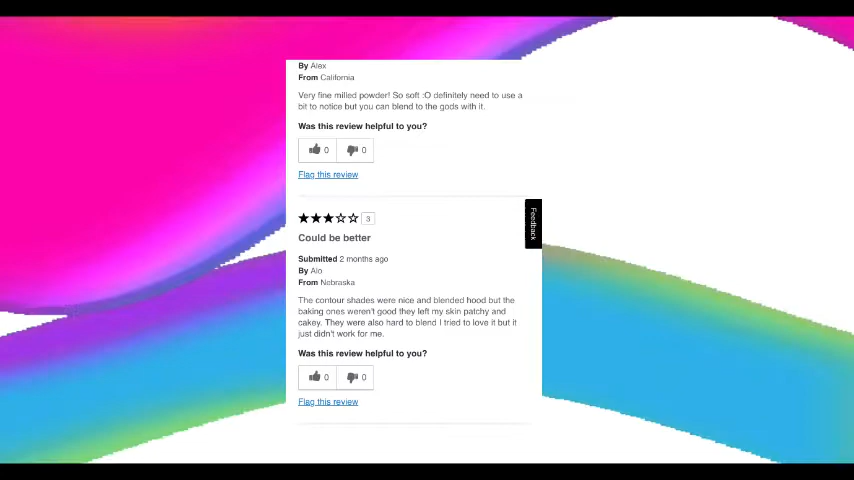 By Alex
From California
Very fine milled powder! So soft :O definitely need to use a
bit to notice but you can blend to the gods with it.
Was this review helpful to you?
0 0
Flag this review
3
Could be better
Feedback
Submitted 2 months ago
By Alo
From Nebraska
The contour shades were nice and blended hood but the
baking ones weren't good they left my skin patchy and
cakey. They were also hard to blend I tried to love it but it
just didn't work for me.
Was this review helpful to you?
0 0
Flag this review